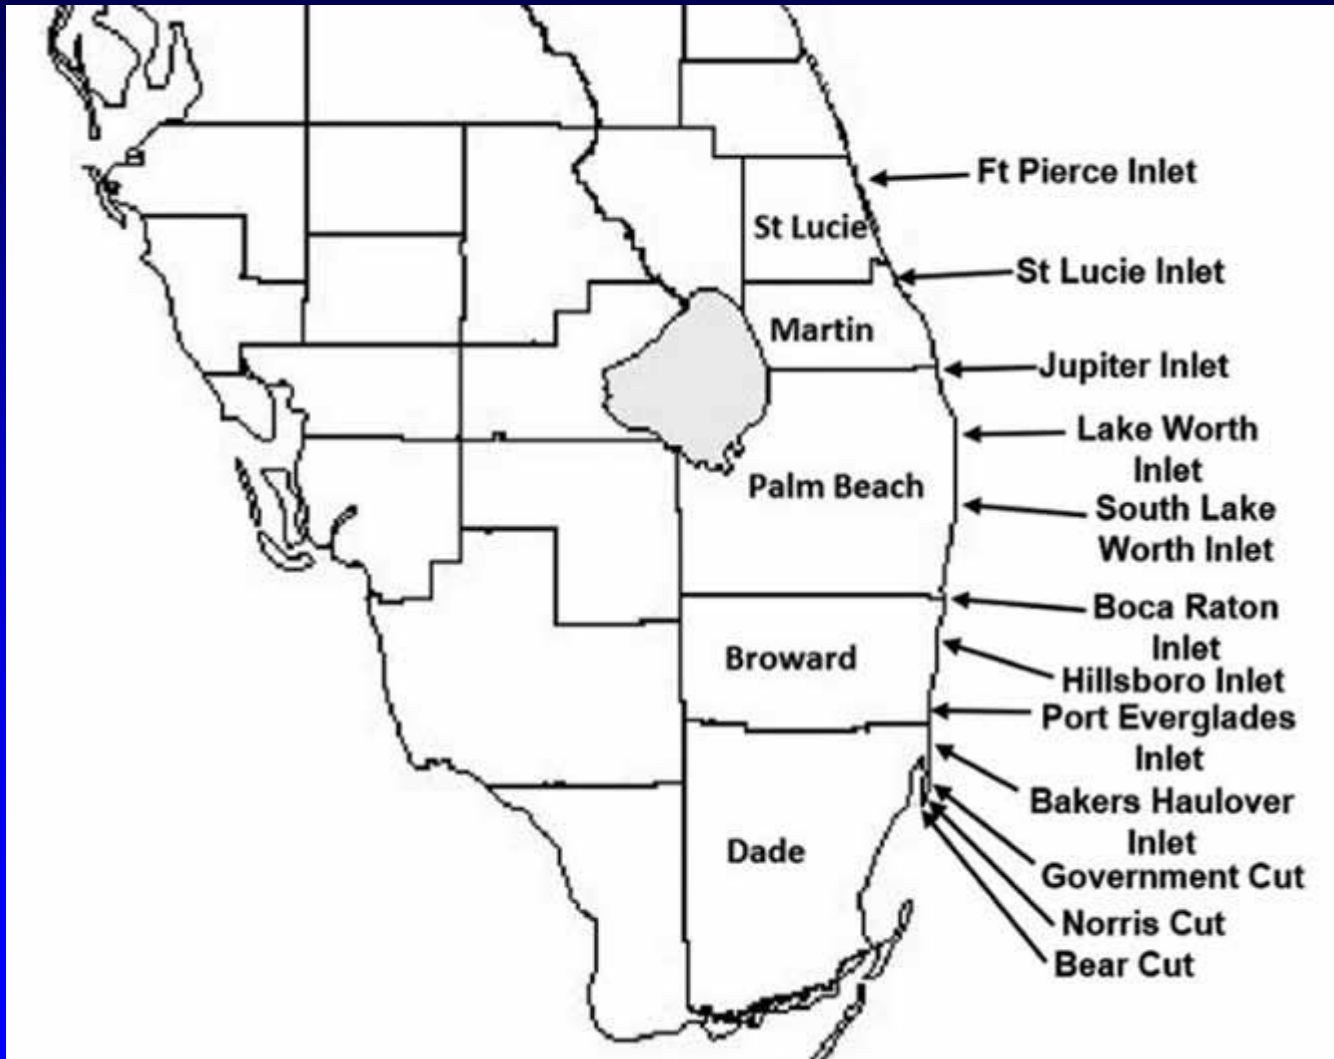 Ft Pierce Inlet
St Lucie
St Lucie Inlet
Martin
Jupiter Inlet
Lake Worth
Inlet
Palm Beach
South Lake
Worth Inlet
Boca Raton
Inlet
Broward
Hillsboro Inlet
Port Everglades
Inlet
Bakers Haulover
Inlet
Dade
Government Cut
Norris Cut
Bear Cut